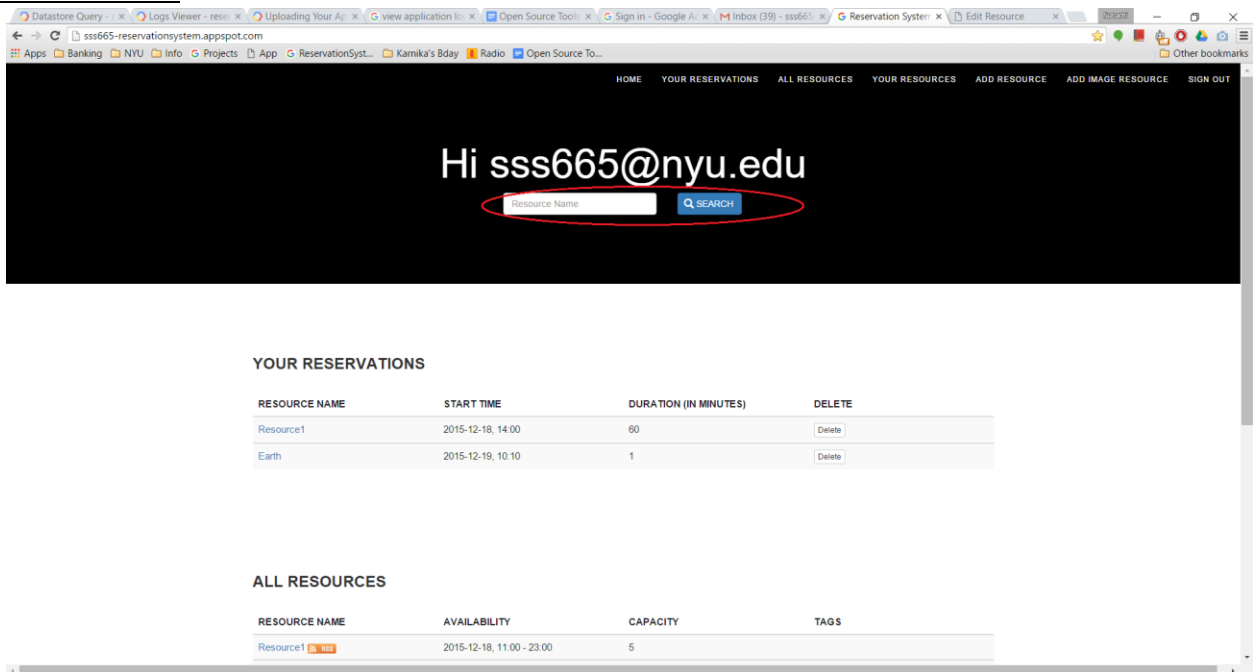 Datastore Query - r Logs Viewer - reser Uploading Your Ap view application lo Open Source Tools Sign in - Google Ac Inbox (39) - sss665 Reservation System Edit Resource
sss665-reservationsystem.appspot.com
Apps Banking NYU Info Projects App ReservationSyst... Karnika's Bday Radio Open Source To... Other bookmarks
HOME YOUR RESERVATIONS ALL RESOURCES YOUR RESOURCES ADD RESOURCE ADD IMAGE RESOURCE SIGN OUT
Hi sss665@nyu.edu
Resource Name SEARCH
YOUR RESERVATIONS
RESOURCE NAME START TIME DURATION (IN MINUTES) DELETE
Resource1 2015-12-18, 14:00 60 Delete
Earth 2015-12-19, 10:10 1 Delete
ALL RESOURCES
RESOURCE NAME AVAILABILITY CAPACITY TAGS
Resource1 RSS 2015-12-18, 11:00 - 23:00 5